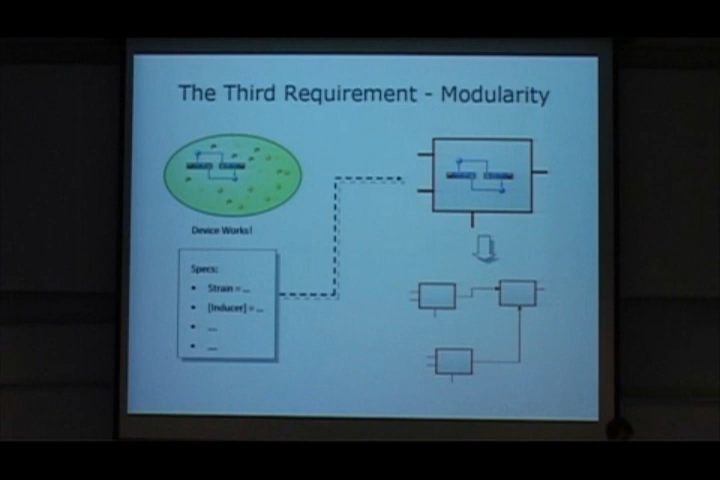 The Third Requirement - Modularity
Device Works!
Specs:
• Strain = ...
• [Inducer] = ...
• ....
• ....